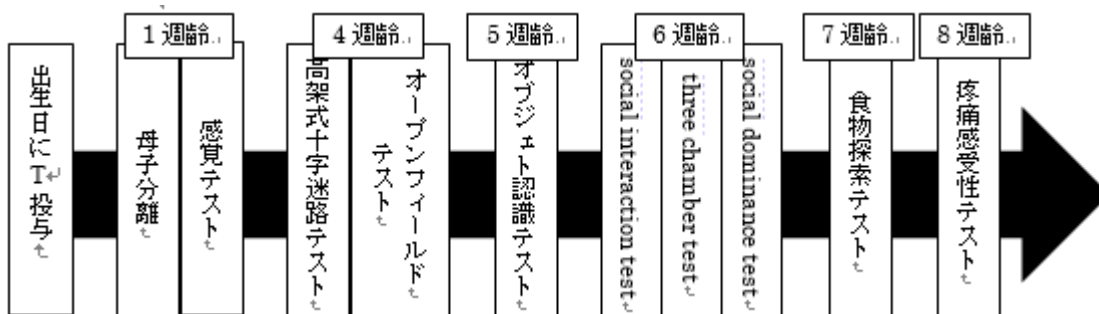 出生日にT投与
1 週齢
母子分離
感覚テスト
4 週齢
高架式十字迷路テスト
オープンフィールド
テスト
5 週齢
オブジェクト認識テスト
6 週齢
social interaction test
three chamber test
social dominance test
7 週齢
食物探索テスト
8 週齢
疼痛感受性テスト